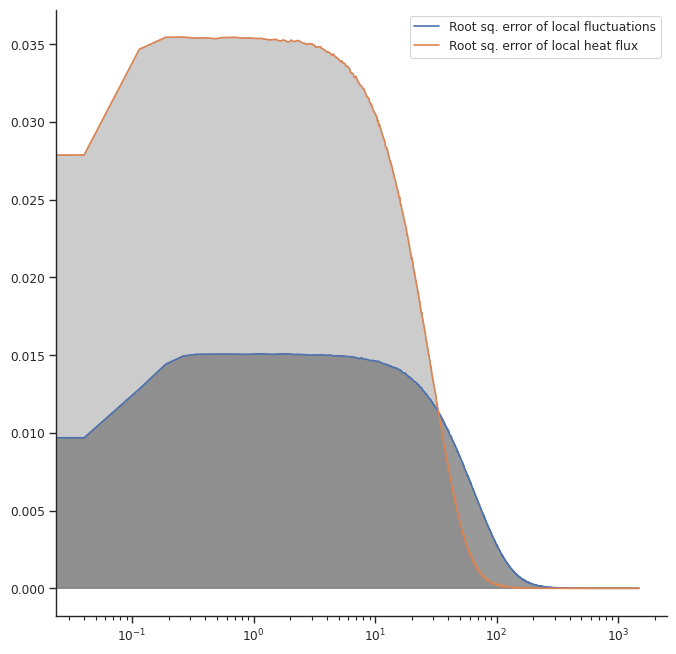 Root sq. error of local fluctuations
Root sq. error of local heat flux
0.035
0.030
0.025
0.020
0.015
0.010
0.005
0.000
10⁻¹ 10⁰ 10¹ 10² 10³